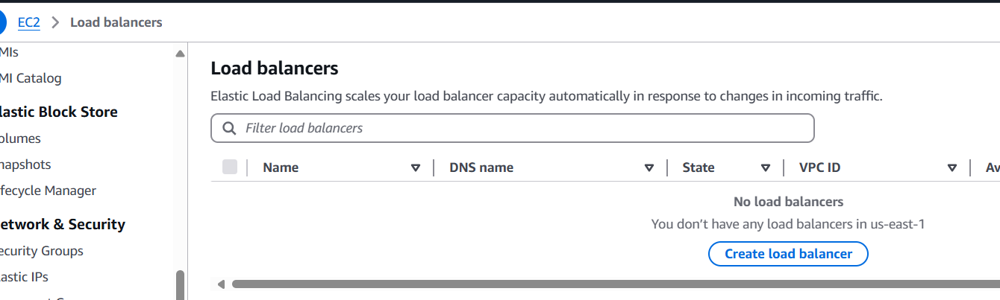 EC2 > Load balancers
MIs
MI Catalog
lastic Block Store
olumes
napshots
ifecycle Manager
etwork & Security
ecurity Groups
lastic IPs
Load balancers
Elastic Load Balancing scales your load balancer capacity automatically in response to changes in incoming traffic.
Filter load balancers
Name DNS name State VPC ID Av
No load balancers
You don’t have any load balancers in us-east-1
Create load balancer